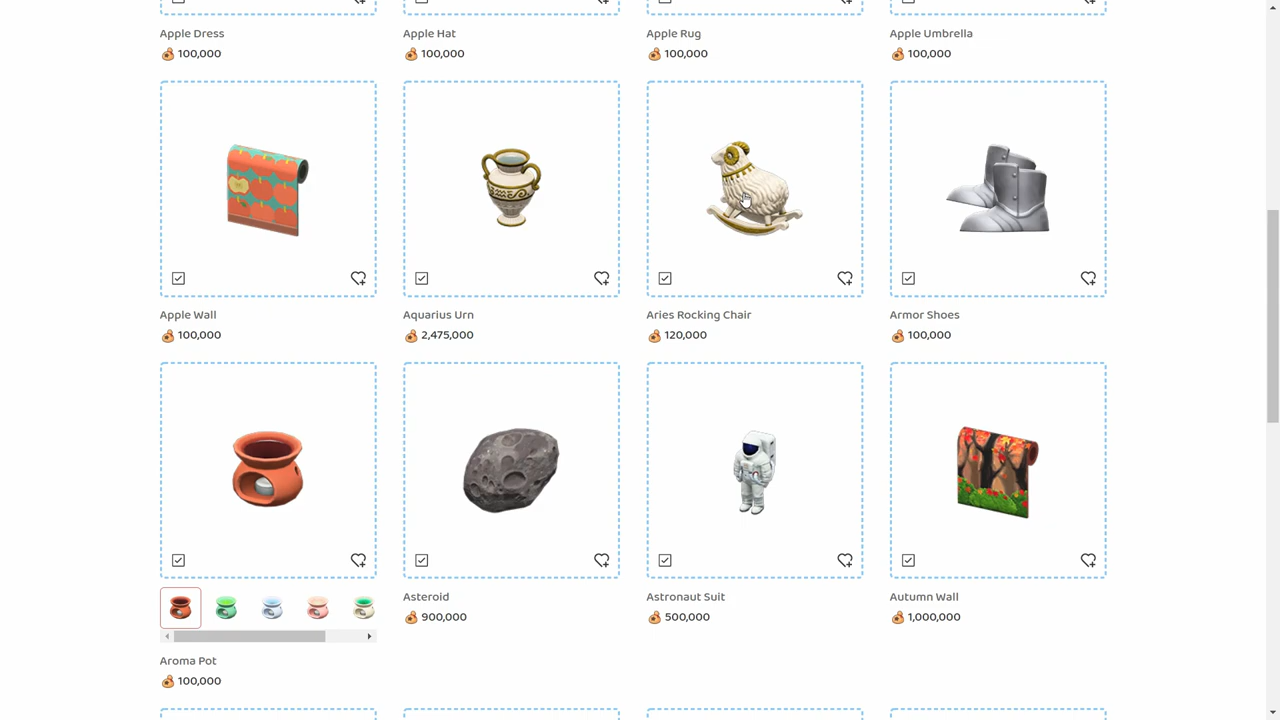 Apple Dress
100,000
Apple Hat
100,000
Apple Rug
100,000
Apple Umbrella
100,000
Apple Wall
100,000
Aquarius Urn
2,475,000
Aries Rocking Chair
120,000
Armor Shoes
100,000
Aroma Pot
100,000
Asteroid
900,000
Astronaut Suit
500,000
Autumn Wall
1,000,000